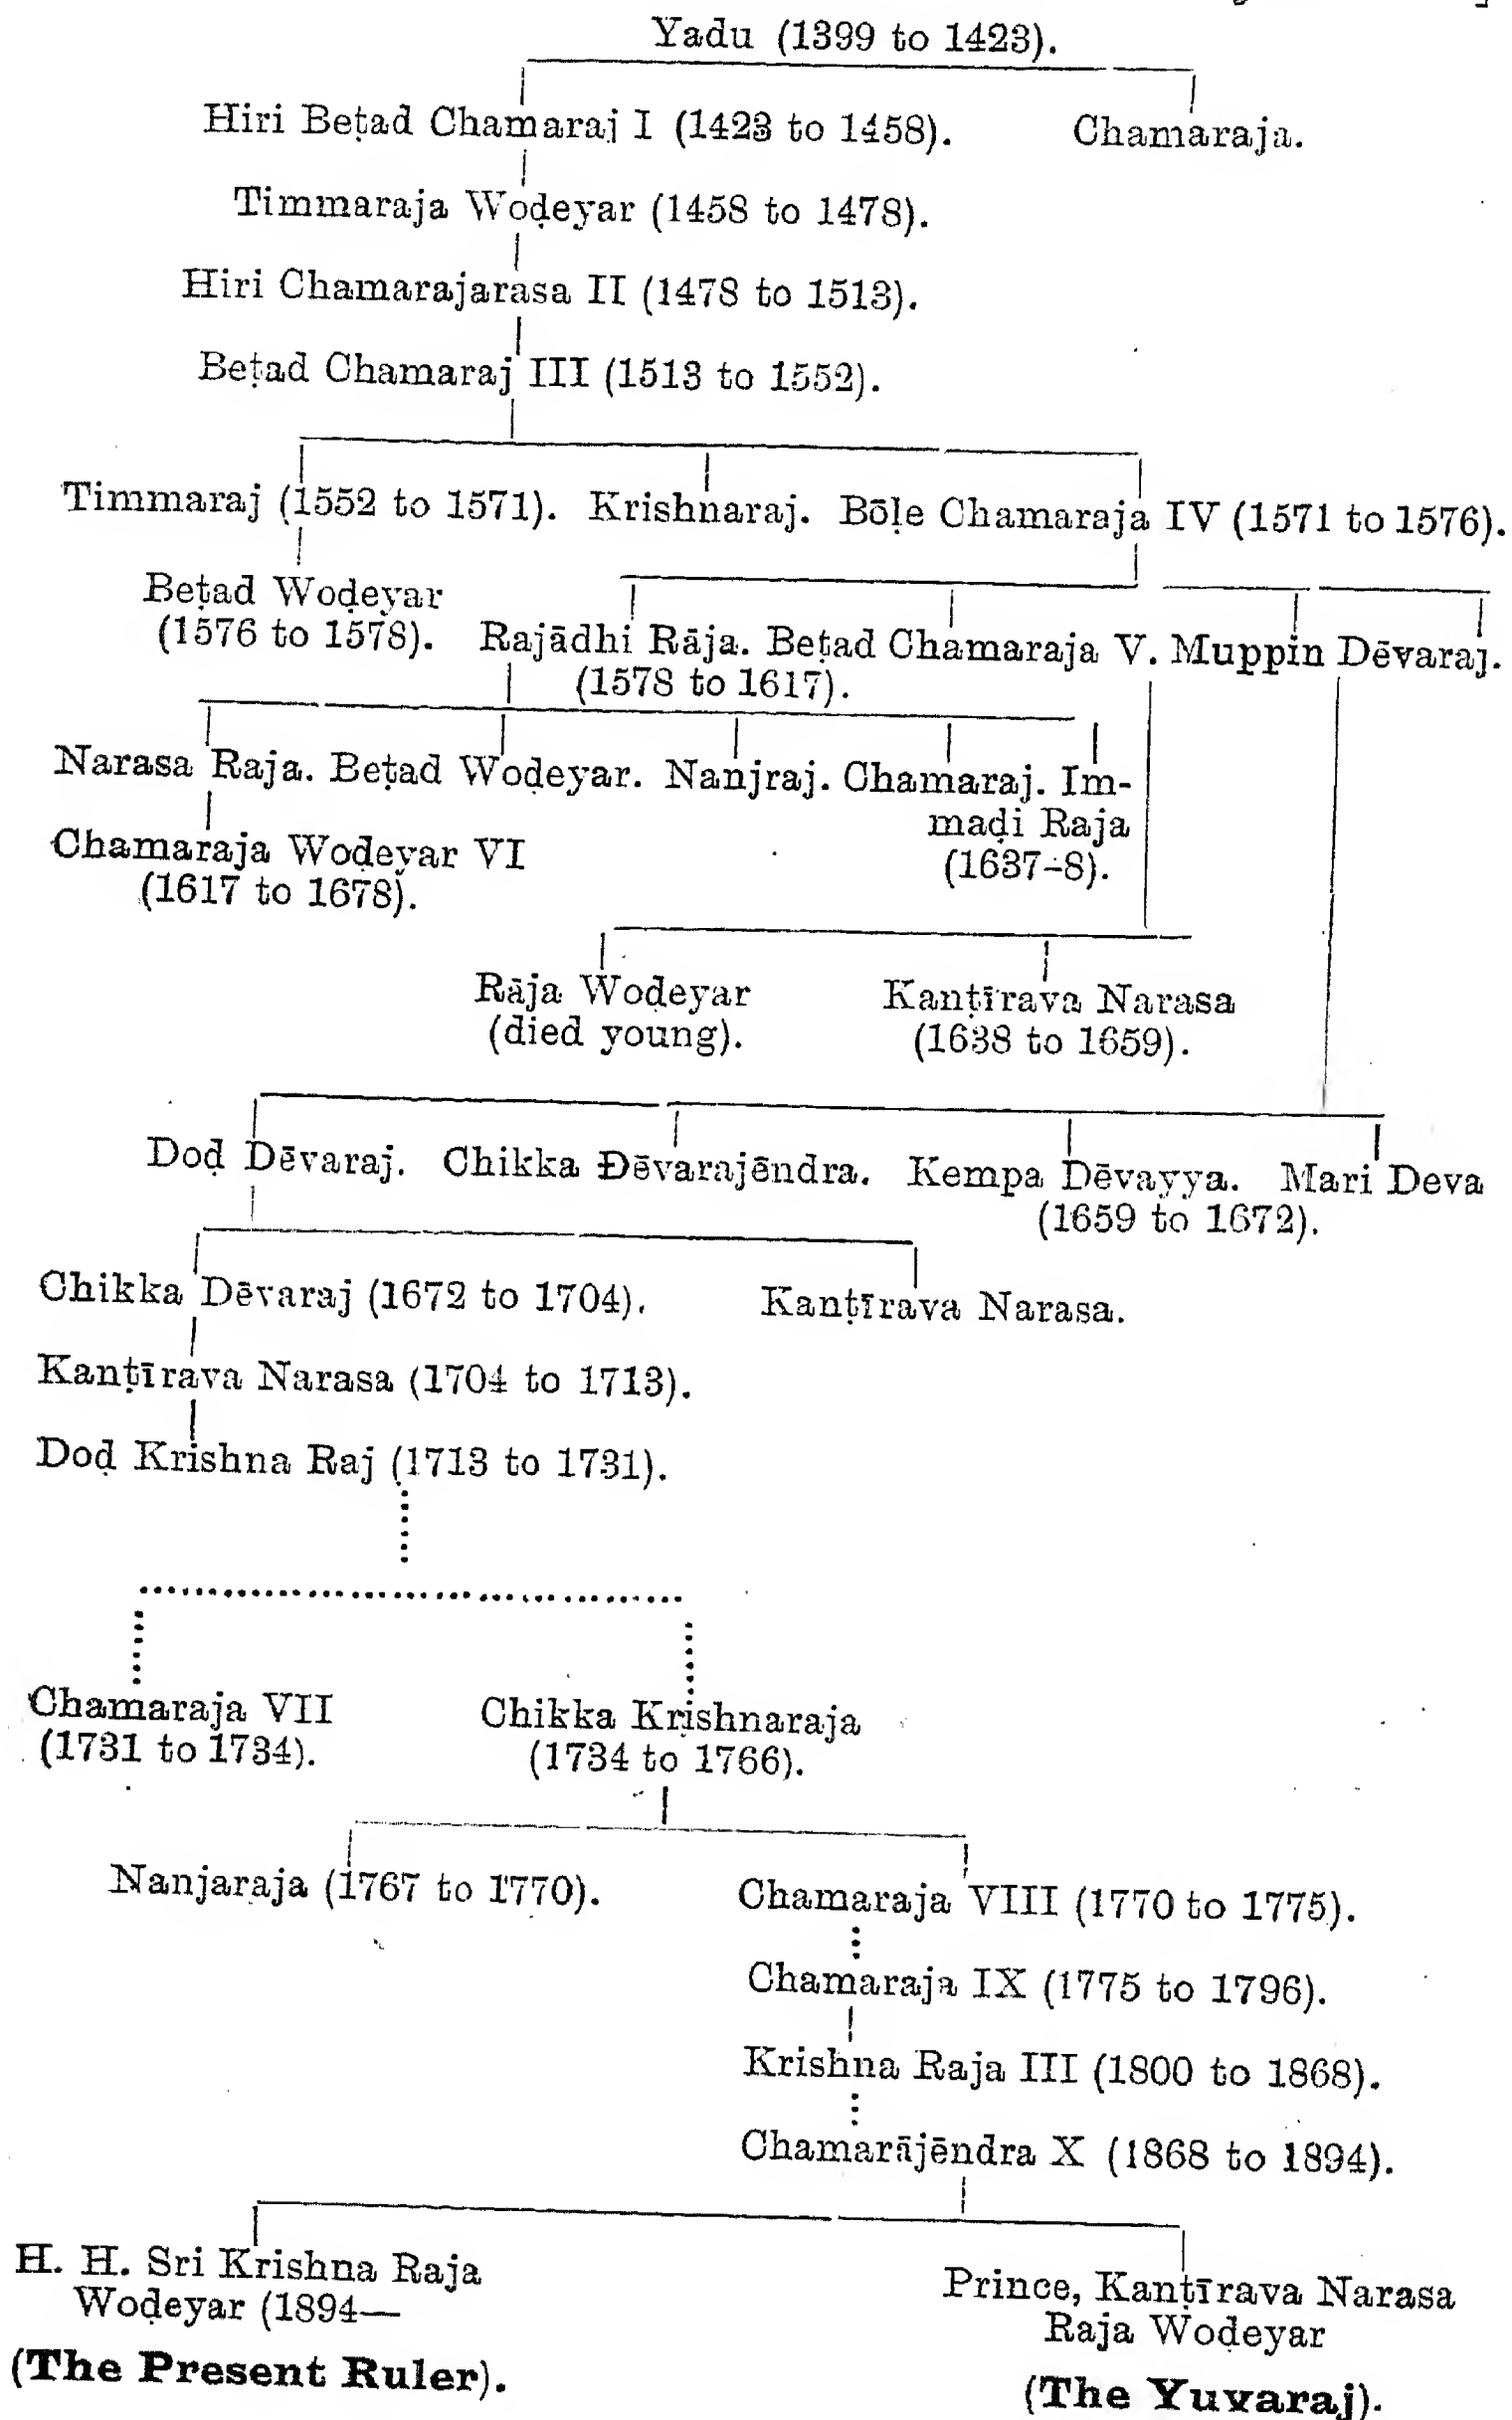 Yadu (1399 to 1423).
Hiri Beṭad Chamaraj I (1423 to 1458). Chamaraja.
Timmaraja Woḍeyar (1458 to 1478).
Hiri Chamarajarasa II (1478 to 1513).
Beṭad Chamaraj III (1513 to 1552).
Timmaraj (1552 to 1571). Krishnaraj. Bōḷe Chamaraja IV (1571 to 1576).
Beṭad Woḍeyar
(1576 to 1578). Rajādhi Rāja. Beṭad Chamaraja V. Muppin Dēvaraj.
(1578 to 1617).
Narasa Raja. Beṭad Woḍeyar. Nanjraj. Chamaraj. Im-
maḍi Raja
Chamaraja Woḍeyar VI (1637-8).
(1617 to 1678).
Rāja Woḍeyar Kaṇṭīrava Narasa
(died young). (1638 to 1659).
Doḍ Dēvaraj. Chikka Dēvarajēndra. Kempa Dēvayya. Mari Deva
(1659 to 1672).
Chikka Dēvaraj (1672 to 1704). Kaṇṭīrava Narasa.
Kaṇṭīrava Narasa (1704 to 1713).
Doḍ Krishna Raj (1713 to 1731).
Chamaraja VII Chikka Krishnaraja
(1731 to 1734). (1734 to 1766).
Nanjaraja (1767 to 1770). Chamaraja VIII (1770 to 1775).
Chamaraja IX (1775 to 1796).
Krishna Raja III (1800 to 1868).
Chamarājēndra X (1868 to 1894).
H. H. Sri Krishna Raja Prince, Kaṇṭīrava Narasa
Woḍeyar (1894— Raja Woḍeyar
(The Present Ruler). (The Yuvaraj).